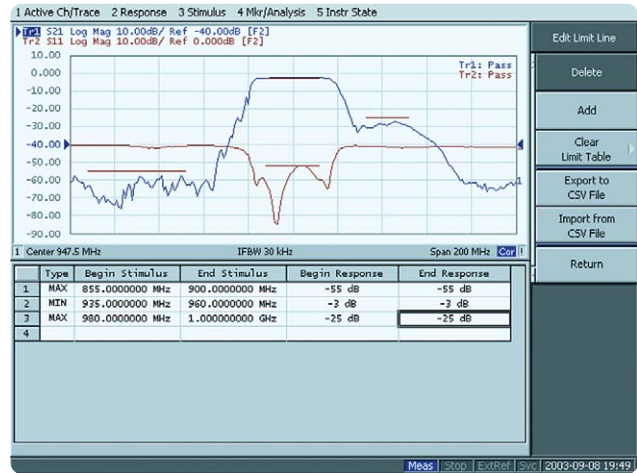 1 Active Ch/Trace 2 Response 3 Stimulus 4 Mkr/Analysis 5 Instr State
Tr1 S21 Log Mag 10.00dB/ Ref -40.00dB [F2]
Tr2 S11 Log Mag 10.00dB/ Ref 0.000dB [F2]
Tr1: Pass
Tr2: Pass
10.00
0.000
-10.00
-20.00
-30.00
-40.00
-50.00
-60.00
-70.00
-80.00
-90.00
1
1 Center 947.5 MHz IFBW 30 kHz Span 200 MHz Cor !
Type Begin Stimulus End Stimulus Begin Response End Response
1 MAX 855.0000000 MHz 900.0000000 MHz -55 dB -55 dB
2 MIN 935.0000000 MHz 960.0000000 MHz -3 dB -3 dB
3 MAX 980.0000000 MHz 1.000000000 GHz -25 dB -25 dB
4
Edit Limit Line
Delete
Add
Clear
Limit Table
Export to
CSV File
Import from
CSV File
Return
Meas Stop ExtRef Svc 2003-09-08 19:49